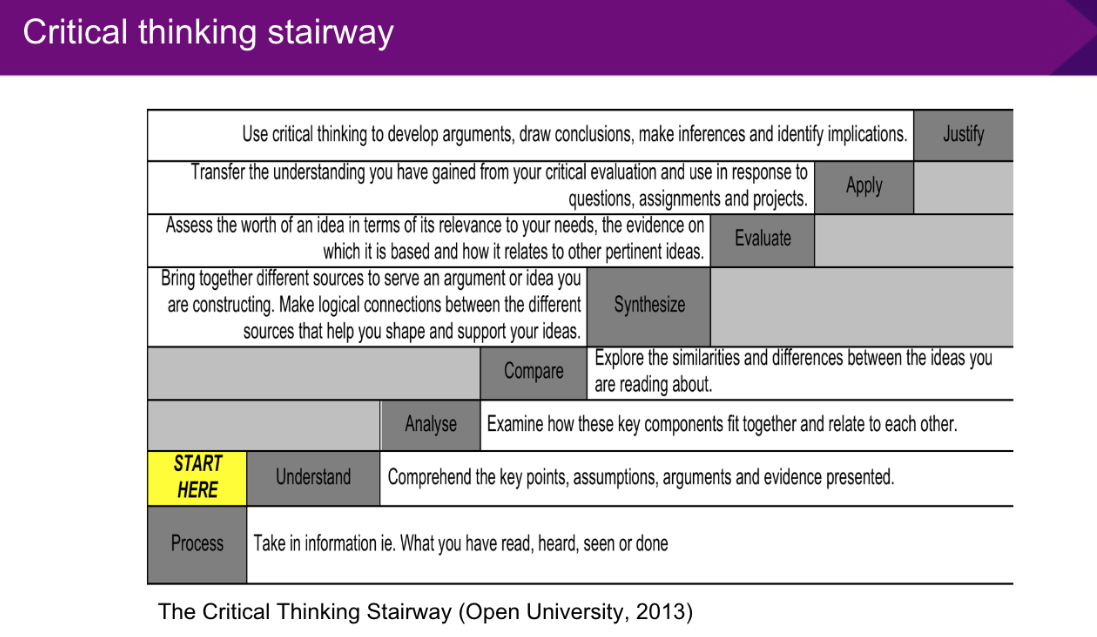 Critical thinking stairway
Use critical thinking to develop arguments, draw conclusions, make inferences and identify implications.
Justify
Transfer the understanding you have gained from your critical evaluation and use in response to
questions, assignments and projects.
Apply
Assess the worth of an idea in terms of its relevance to your needs, the evidence on
which it is based and how it relates to other pertinent ideas.
Evaluate
Bring together different sources to serve an argument or idea you
are constructing. Make logical connections between the different
sources that help you shape and support your ideas.
Synthesize
Compare
Explore the similarities and differences between the ideas you
are reading about.
Analyse
Examine how these key components fit together and relate to each other.
START
HERE
Understand
Comprehend the key points, assumptions, arguments and evidence presented.
Process
Take in information ie. What you have read, heard, seen or done
The Critical Thinking Stairway (Open University, 2013)